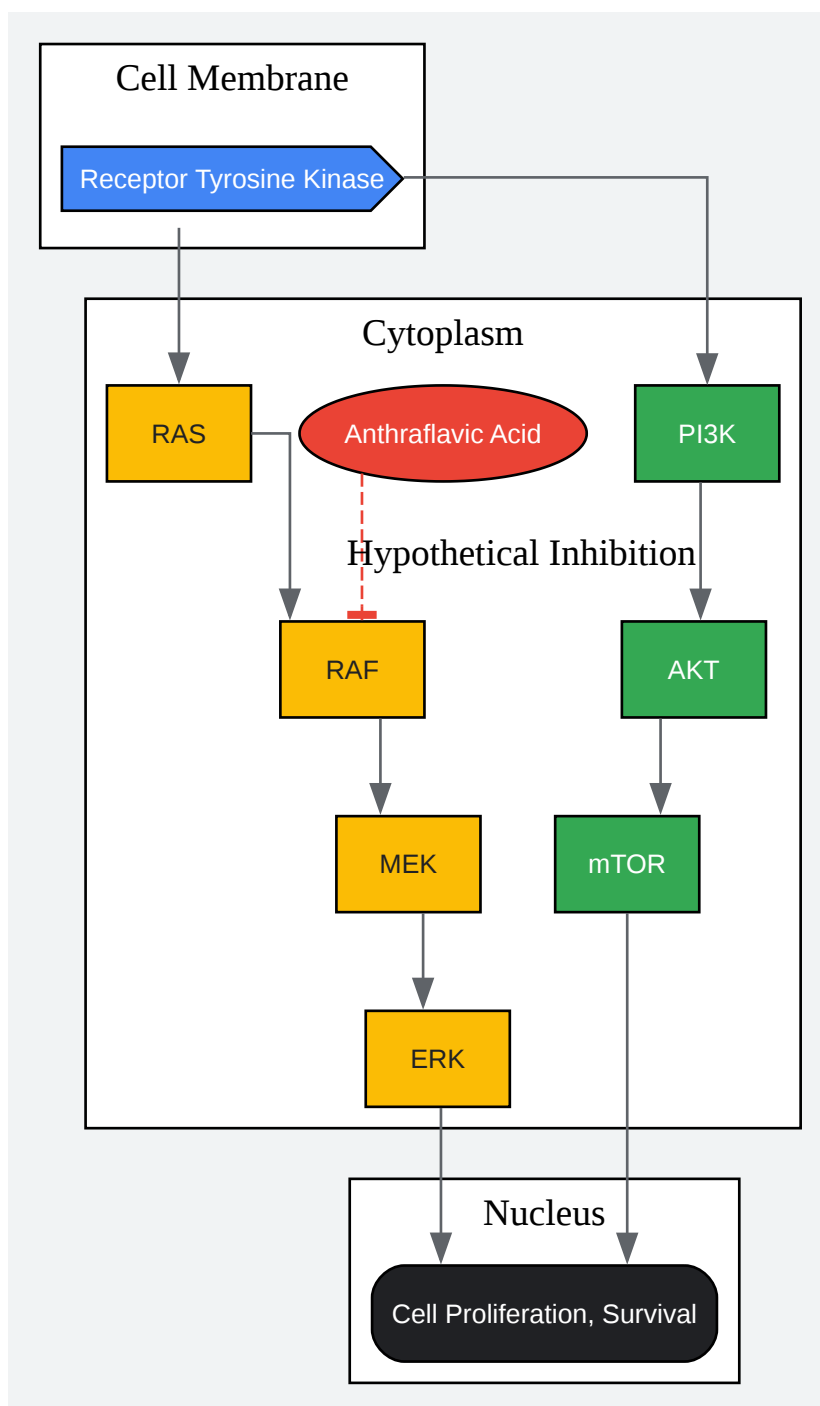 Cell Membrane
Receptor Tyrosine Kinase
Cytoplasm
RAS
Anthraflavic Acid
PI3K
Hypothetical Inhibition
RAF
AKT
MEK
mTOR
ERK
Nucleus
Cell Proliferation, Survival